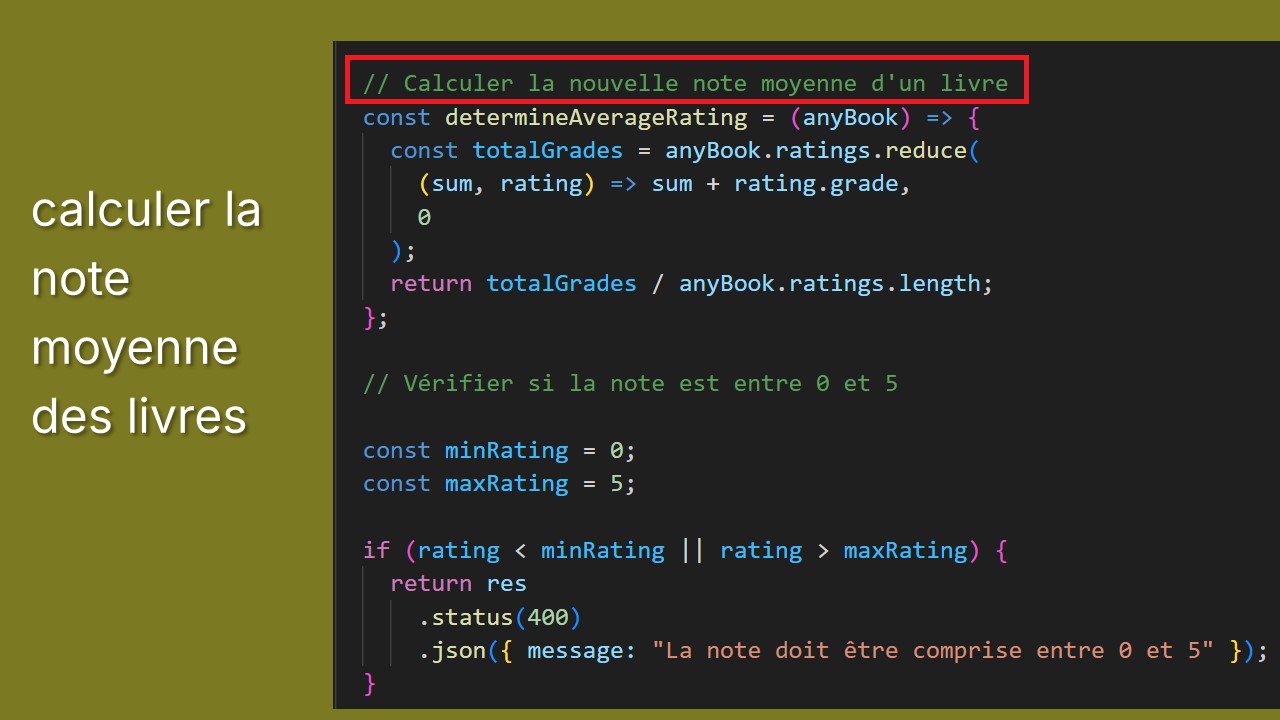 calculer la
note
moyenne
des livres
// Calculer la nouvelle note moyenne d'un livre
const determineAverageRating = (anyBook) => {
const totalGrades = anyBook.ratings.reduce(
(sum, rating) => sum + rating.grade,
0
);
return totalGrades / anyBook.ratings.length;
};
// Vérifier si la note est entre 0 et 5
const minRating = 0;
const maxRating = 5;
if (rating < minRating || rating > maxRating) {
return res
.status(400)
.json({ message: "La note doit être comprise entre 0 et 5" });
}